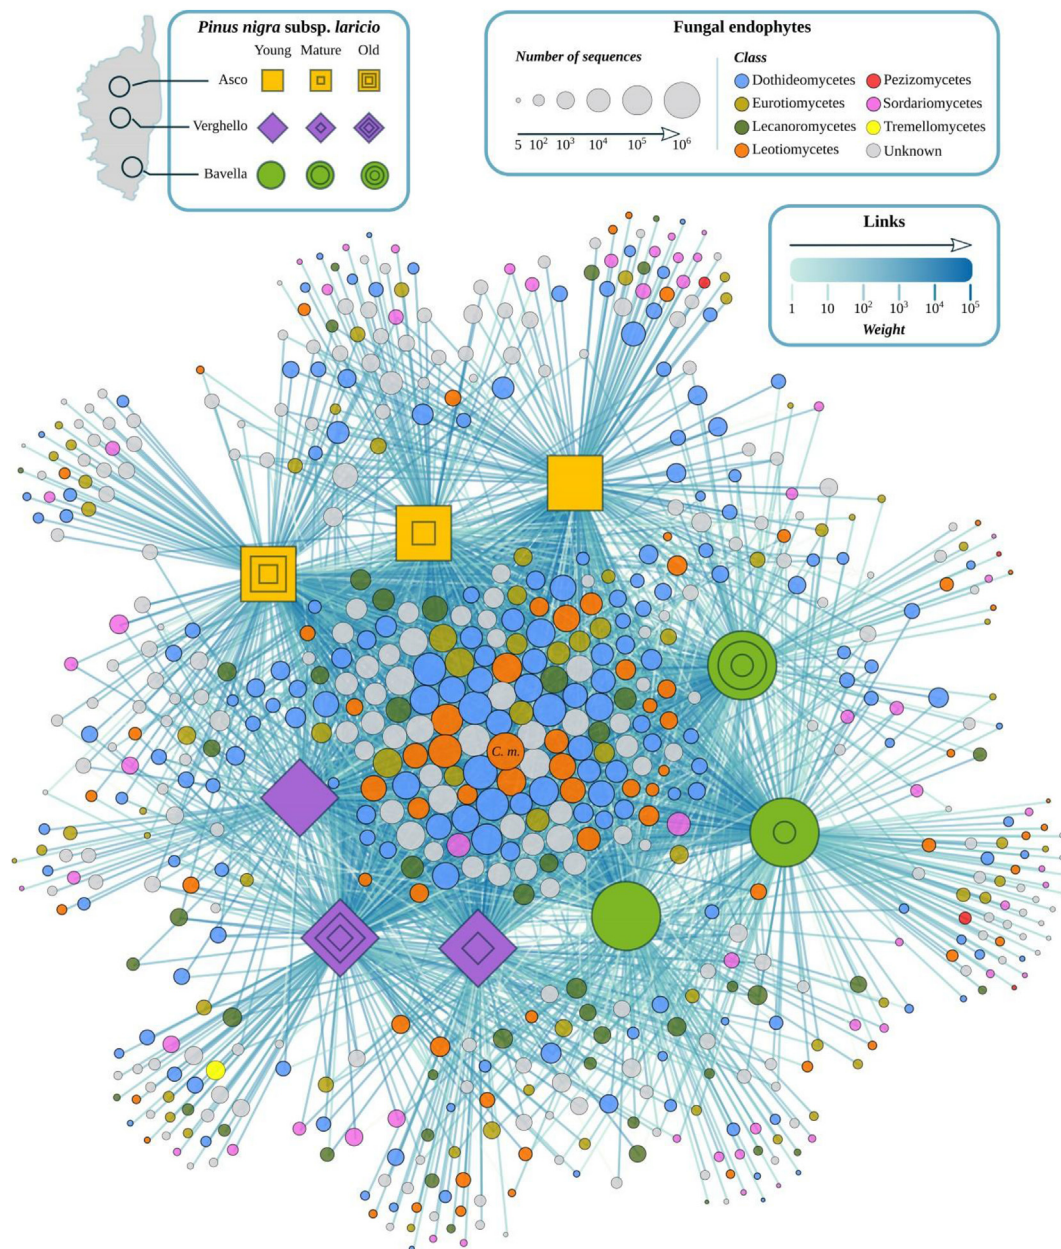 Pinus nigra subsp. laricio
Young Mature Old
Asco
Verghello
Bavella
Fungal endophytes
Number of sequences
5 10² 10³ 10⁴ 10⁵ 10⁶
Class
Dothideomycetes
Eurotiomycetes
Lecanoromycetes
Leotiomycetes
Pezizomycetes
Sordariomycetes
Tremellomycetes
Unknown
Links
1 10 10² 10³ 10⁴ 10⁵
Weight
C. m.